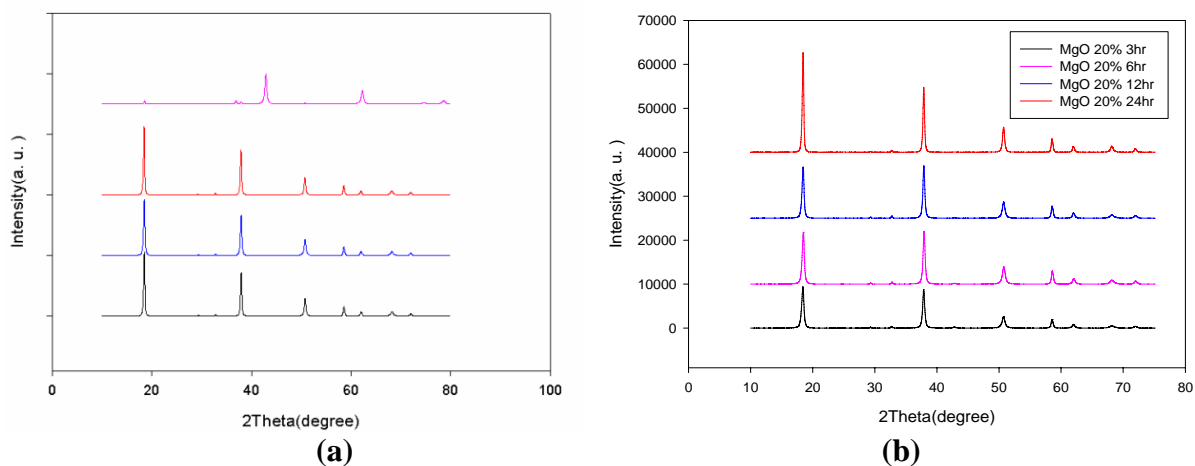 Intensity(a. u. )
0 20 40 60 80 100
2Theta(degree)
(a)
70000
60000
50000
40000
30000
20000
10000
0
Intensity(a. u. )
MgO 20% 3hr
MgO 20% 6hr
MgO 20% 12hr
MgO 20% 24hr
0 10 20 30 40 50 60 70 80
2Theta(degree)
(b)